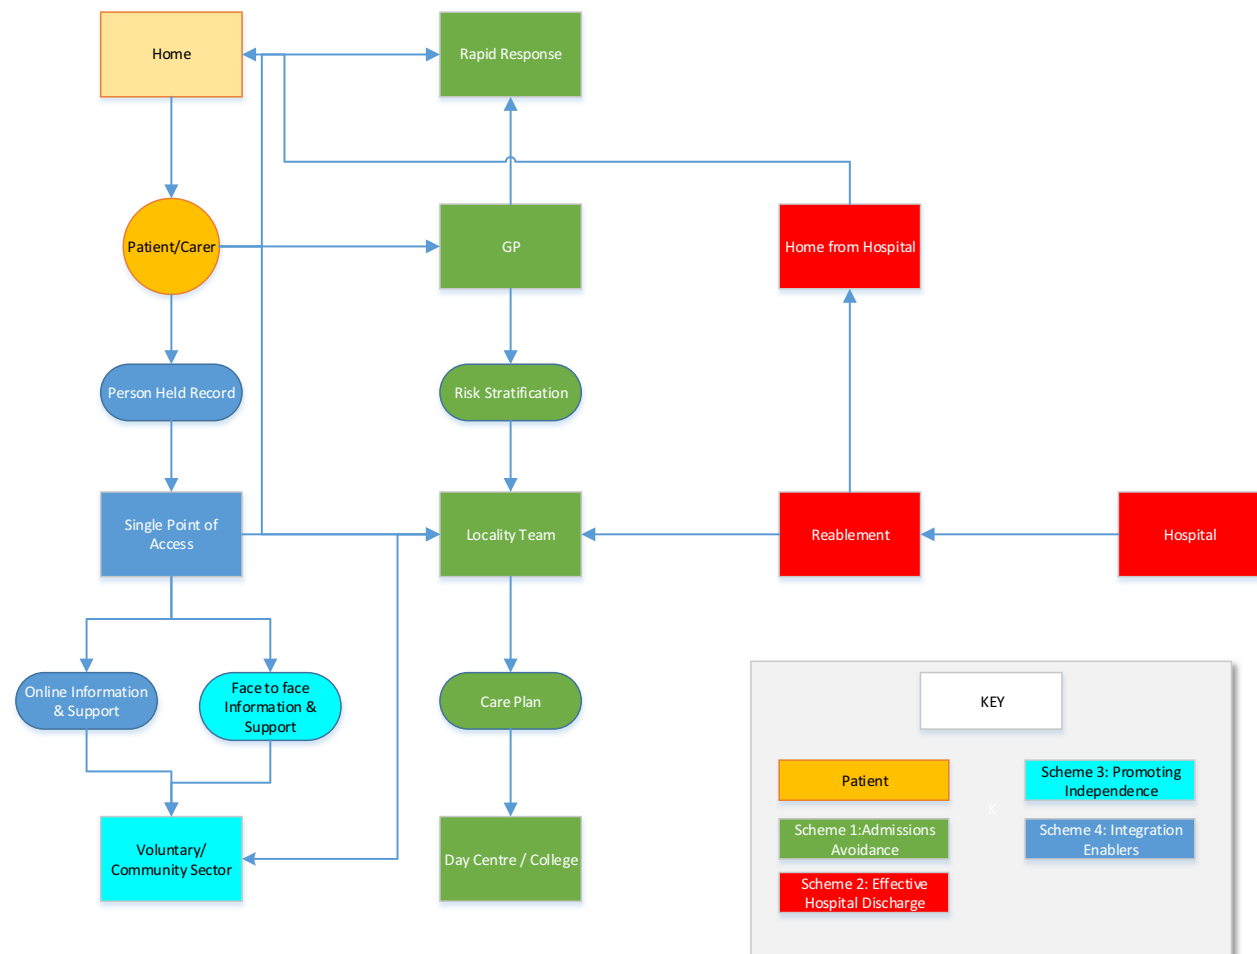 Home
Rapid Response
Patient/Carer
GP
Home from Hospital
Person Held Record
Risk Stratification
Single Point of
Access
Locality Team
Reablement
Hospital
Online Information
& Support
Face to face
Information &
Support
Care Plan
Voluntary/
Community Sector
Day Centre / College
KEY
Patient
Scheme 3: Promoting
Independence
K
Scheme 1:Admissions
Avoidance
Scheme 4: Integration
Enablers
Scheme 2: Effective
Hospital Discharge